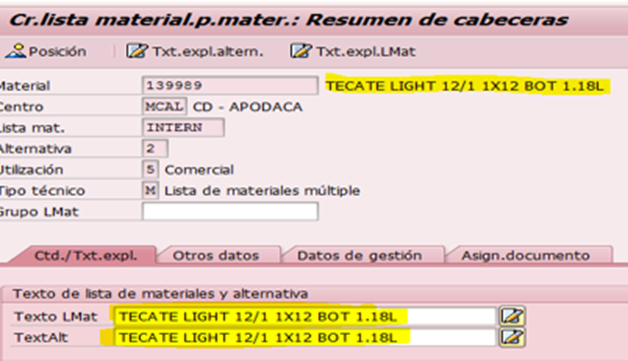 Cr.lista material.p.mater.: Resumen de cabeceras
Posición Txt.expl.altern. Txt.expl.LMat
Material 139989 TECATE LIGHT 12/1 1X12 BOT 1.18L
Centro MCAL CD - APODACA
Lista mat. INTERN
Alternativa 2
Utilización 5 Comercial
Tipo técnico M Lista de materiales múltiple
Grupo LMat
Ctd./Txt.expl. Otros datos Datos de gestión Asign.documento
Texto de lista de materiales y alternativa
Texto LMat TECATE LIGHT 12/1 1X12 BOT 1.18L
TextAlt TECATE LIGHT 12/1 1X12 BOT 1.18L